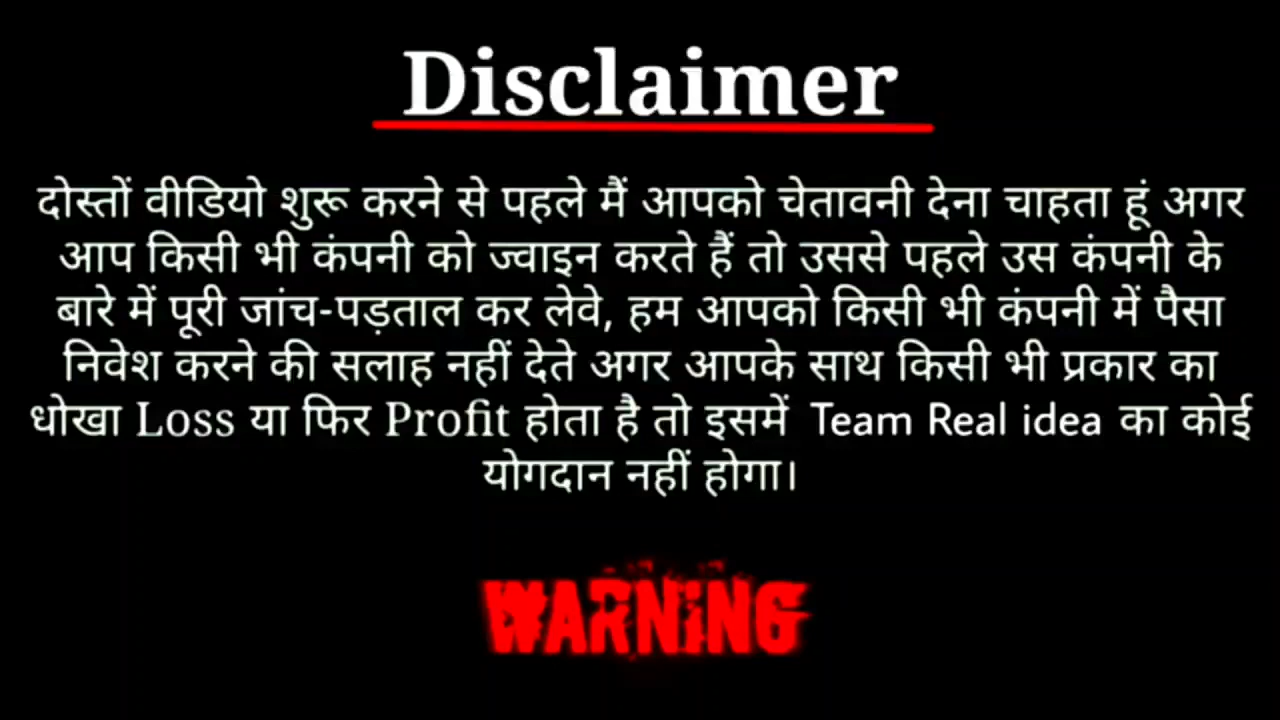 Disclaimer
दोस्तों वीडियो शुरू करने से पहले मैं आपको चेतावनी देना चाहता हूं अगर
आप किसी भी कंपनी को ज्वाइन करते हैं तो उससे पहले उस कंपनी के
बारे में पूरी जांच-पड़ताल कर लेवे, हम आपको किसी भी कंपनी में पैसा
निवेश करने की सलाह नहीं देते अगर आपके साथ किसी भी प्रकार का
धोखा Loss या फिर Profit होता है तो इसमें Team Real idea का कोई
योगदान नहीं होगा।
WARNiNG